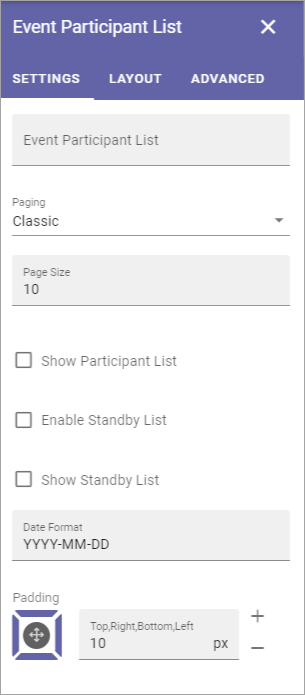 Event Participant List
SETTINGS LAYOUT ADVANCED
Event Participant List
Paging
Classic
Page Size
10
Show Participant List
Enable Standby List
Show Standby List
Date Format
YYYY-MM-DD
Padding
Top,Right,Bottom,Left
10 px